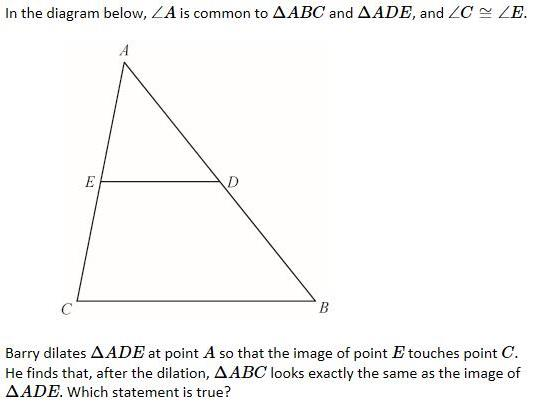 In the diagram below, ∠A is common to ΔABC and ΔADE, and ∠C ≅ ∠E.
A
E D
C B
Barry dilates ΔADE at point A so that the image of point E touches point C.
He finds that, after the dilation, ΔABC looks exactly the same as the image of
ΔADE. Which statement is true?